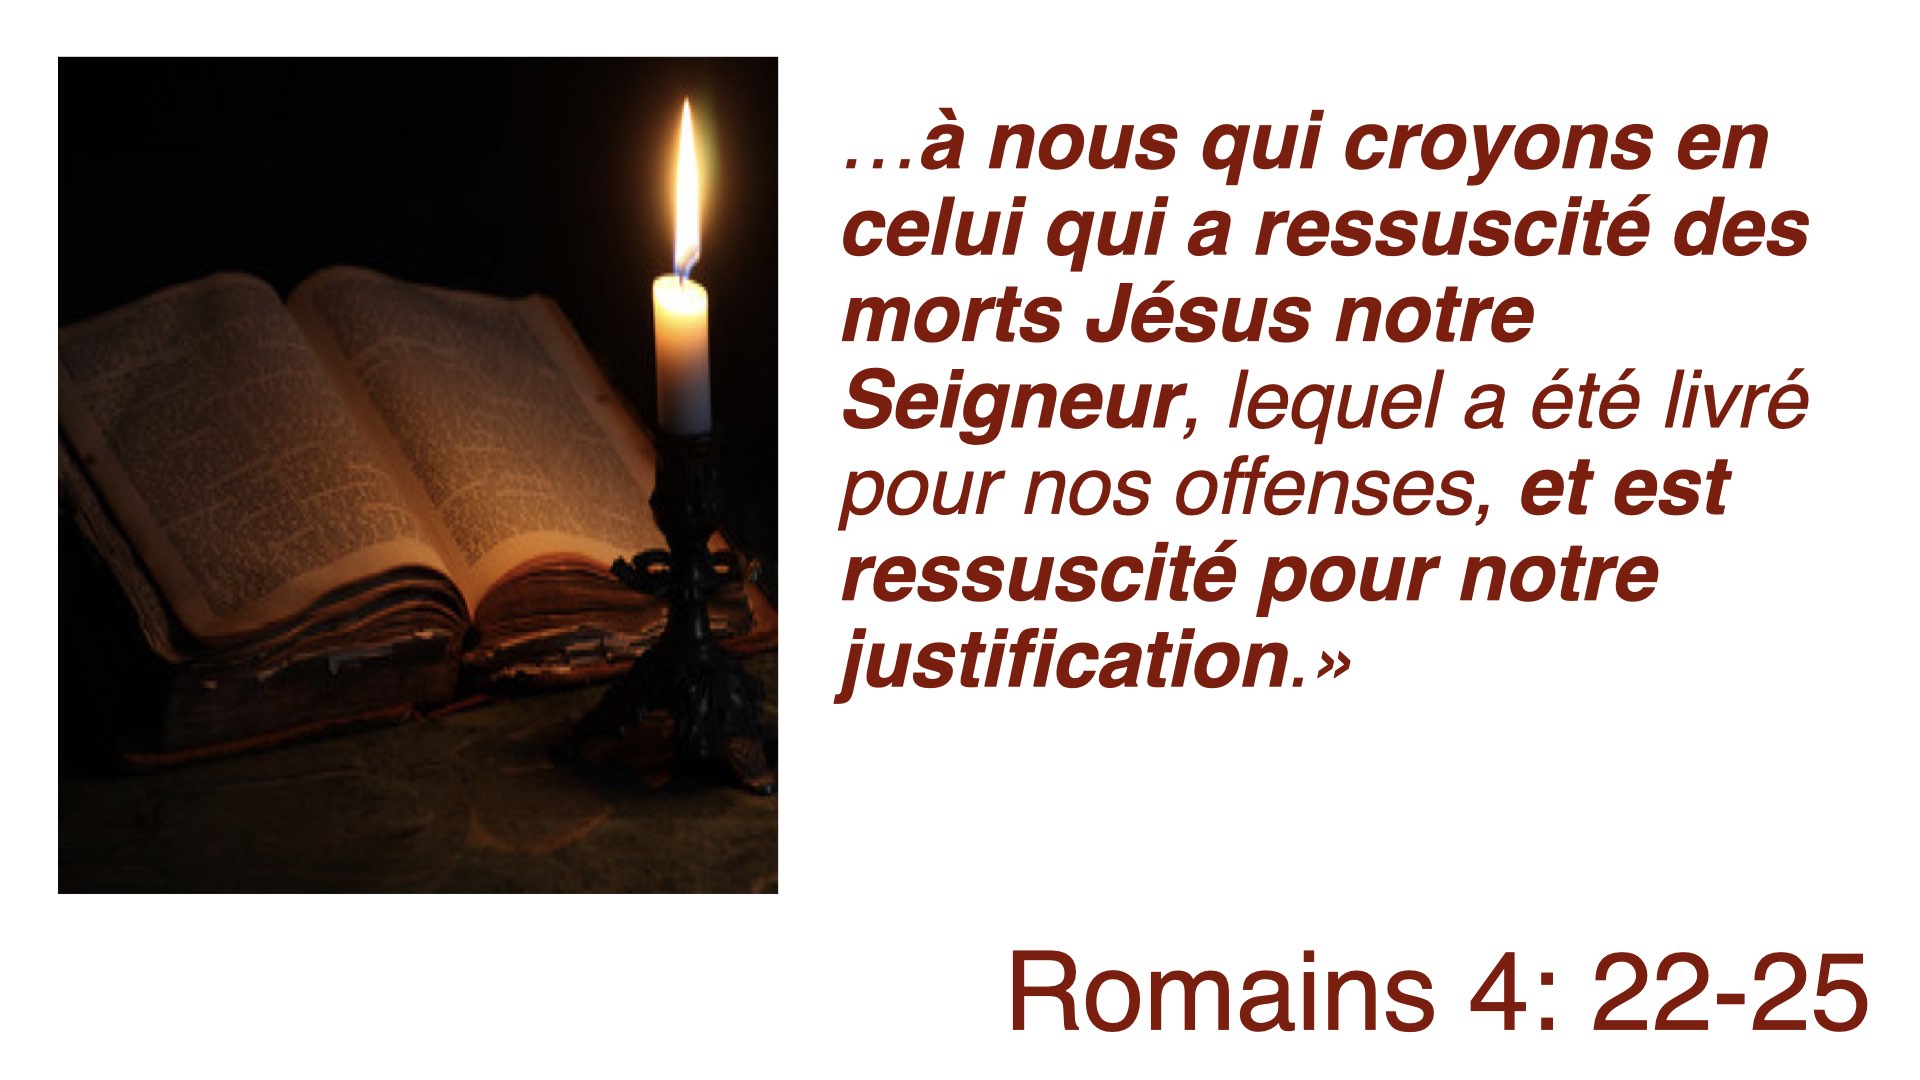 …à nous qui croyons en
celui qui a ressuscité des
morts Jésus notre
Seigneur, lequel a été livré
pour nos offenses, et est
ressuscité pour notre
justification.»
Romains 4: 22-25